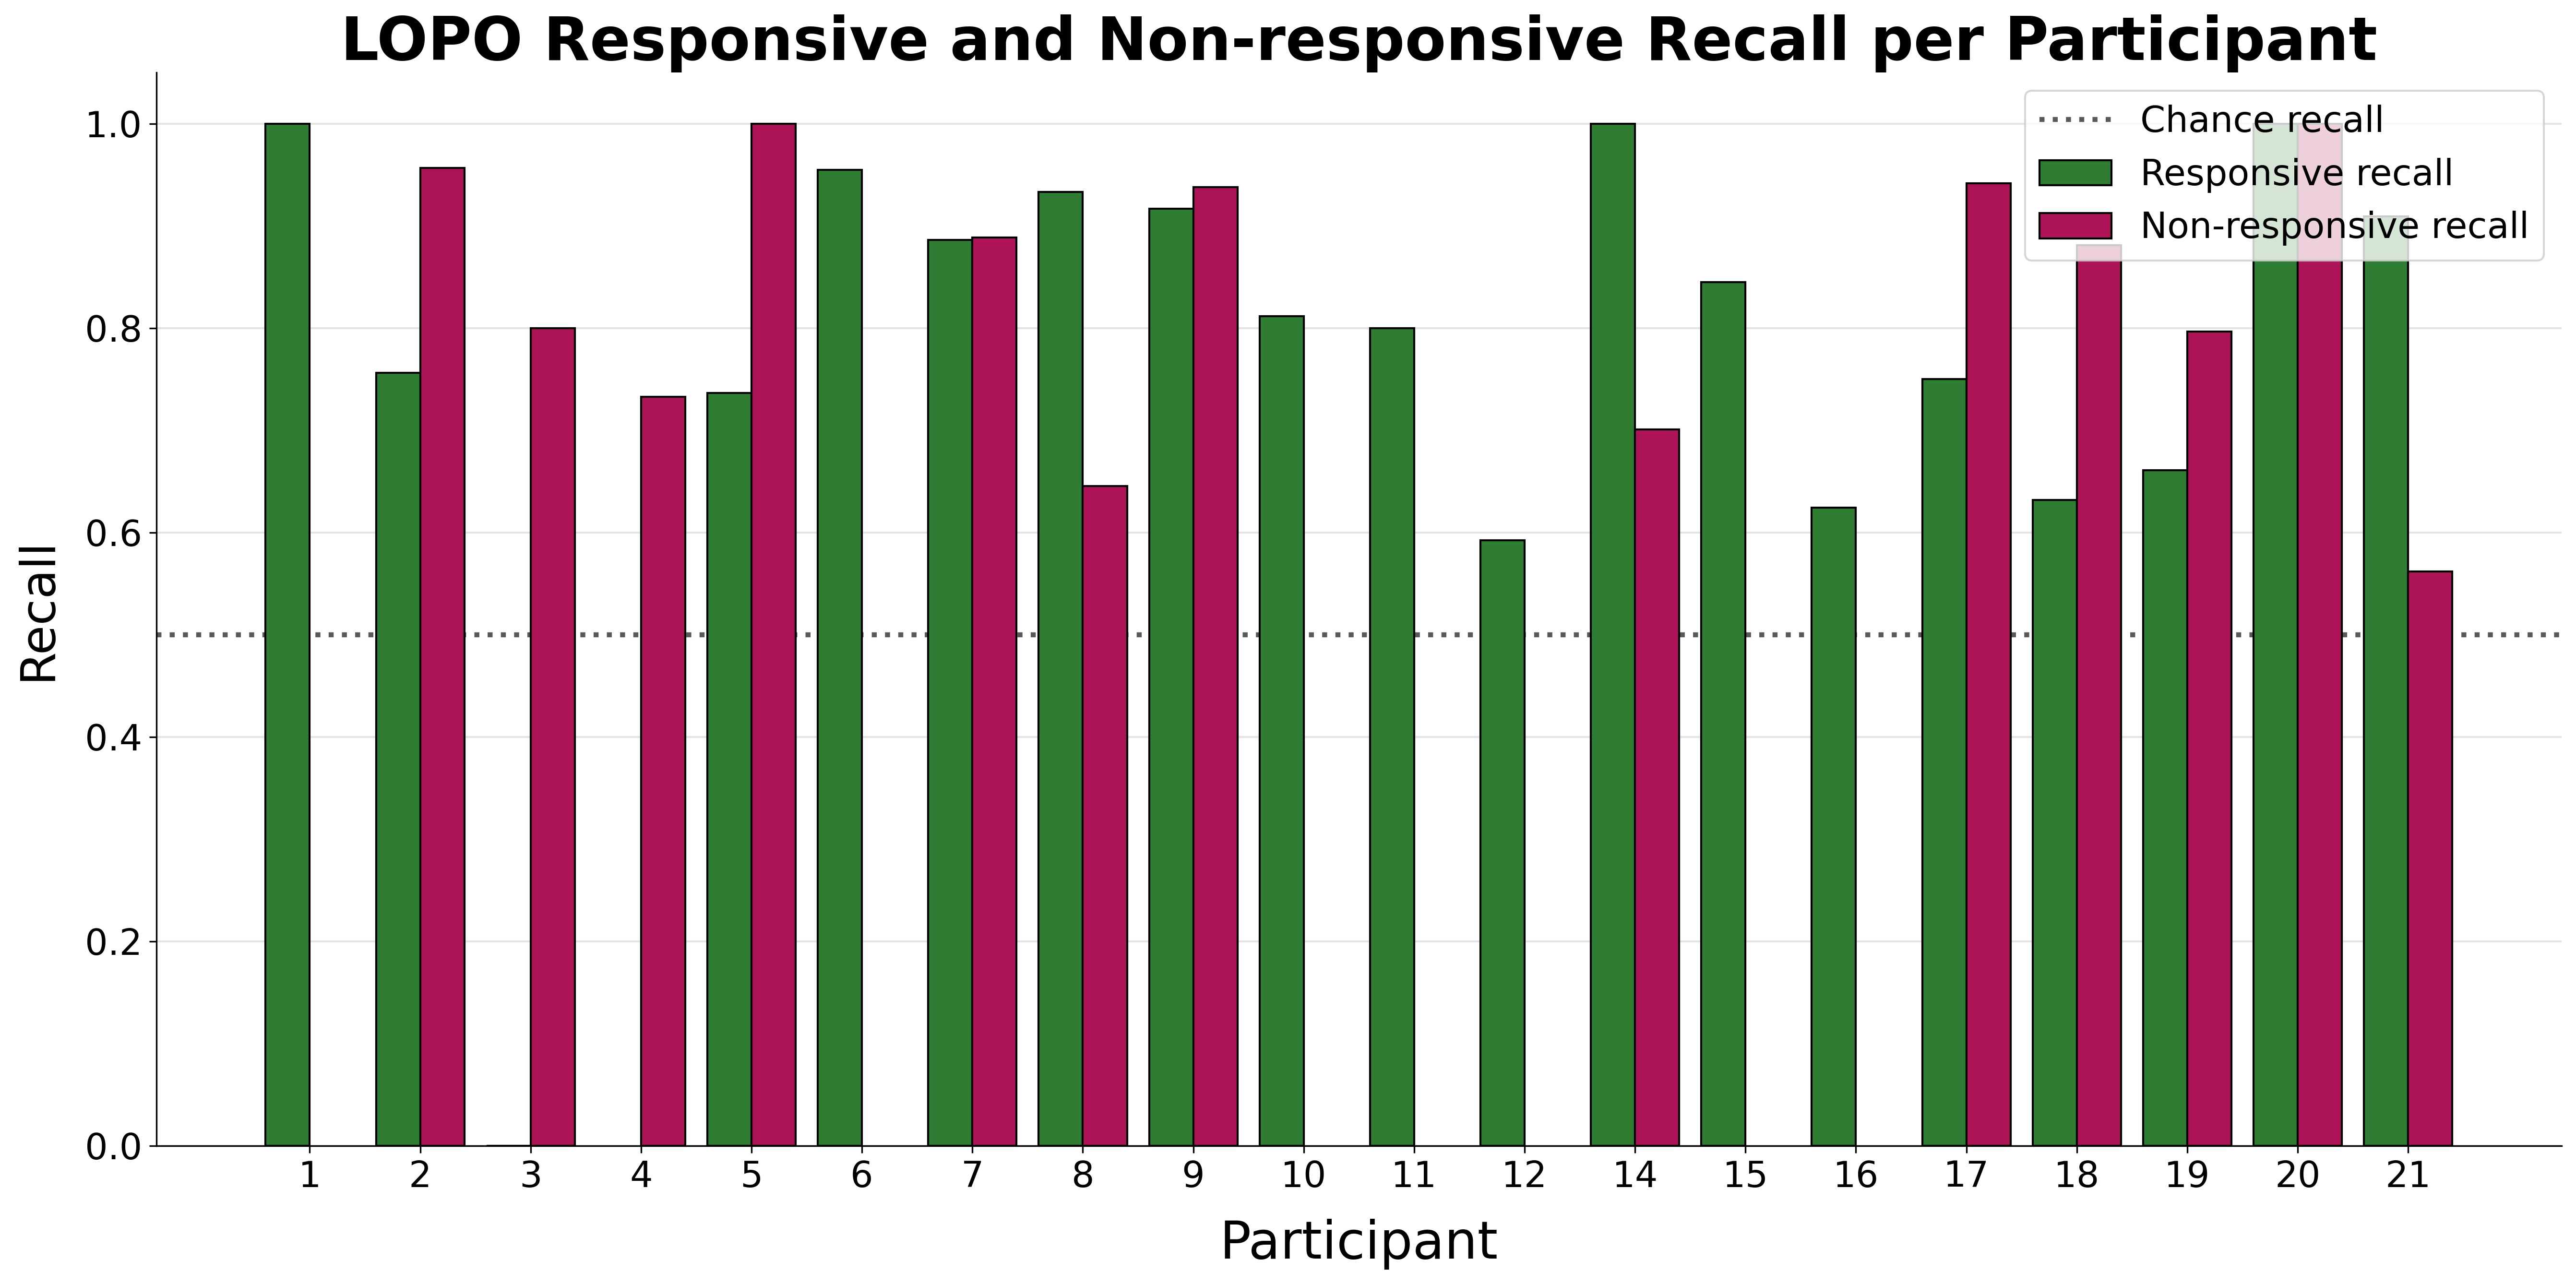 LOPO Responsive and Non-responsive Recall per Participant
Chance recall
Responsive recall
Non-responsive recall
1.0
0.8
0.6
0.4
0.2
0.0
Recall
1 2 3 4 5 6 7 8 9 10 11 12 14 15 16 17 18 19 20 21
Participant